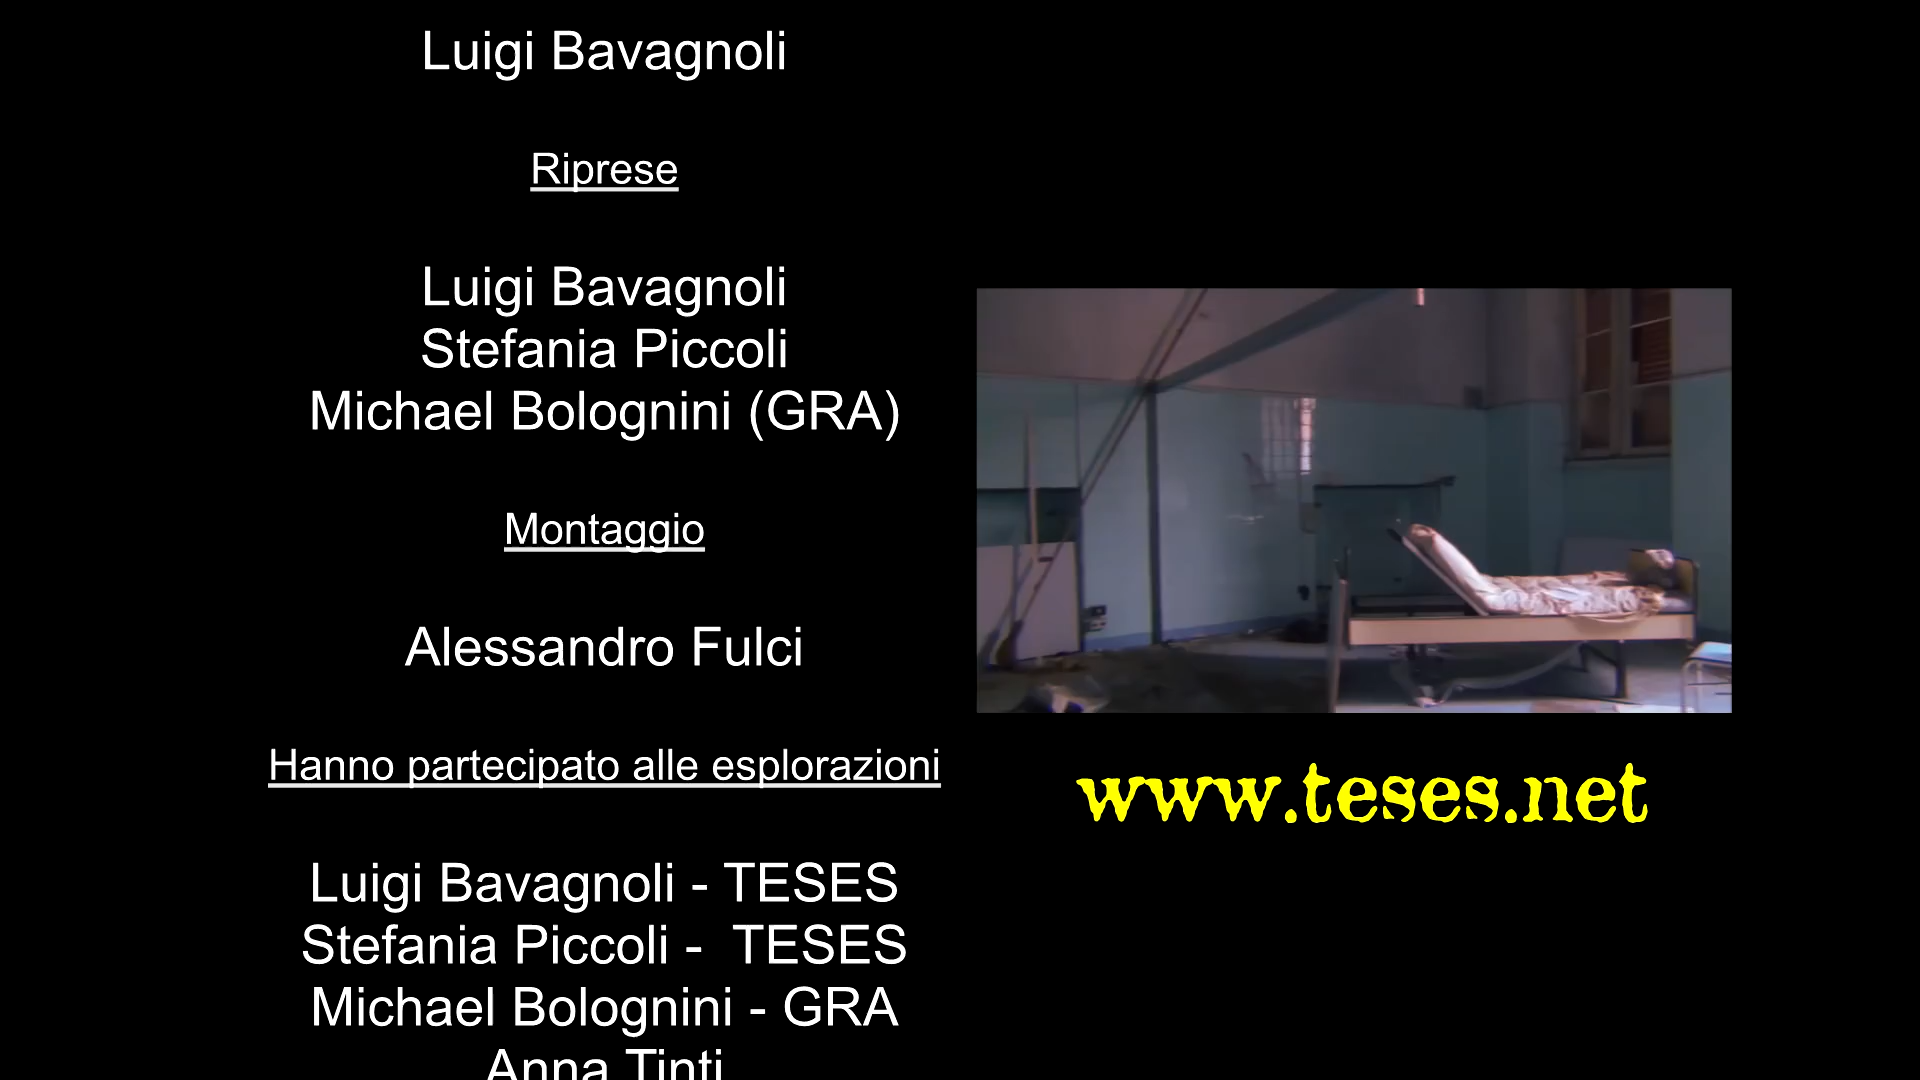 Luigi Bavagnoli
Riprese
Luigi Bavagnoli
Stefania Piccoli
Michael Bolognini (GRA)
Montaggio
Alessandro Fulci
Hanno partecipato alle esplorazioni
Luigi Bavagnoli - TESES
Stefania Piccoli -  TESES
Michael Bolognini - GRA
Anna Tinti
www.teses.net